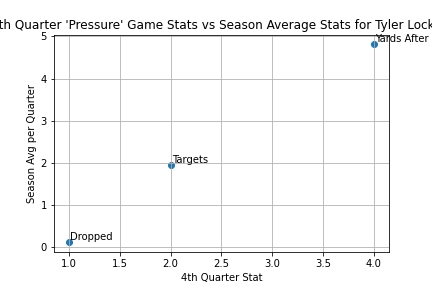 th Quarter 'Pressure' Game Stats vs Season Average Stats for Tyler Lock
5
4
3
2
1
0
Season Avg per Quarter
Yards After
Targets
Dropped
1.0 1.5 2.0 2.5 3.0 3.5 4.0
4th Quarter Stat